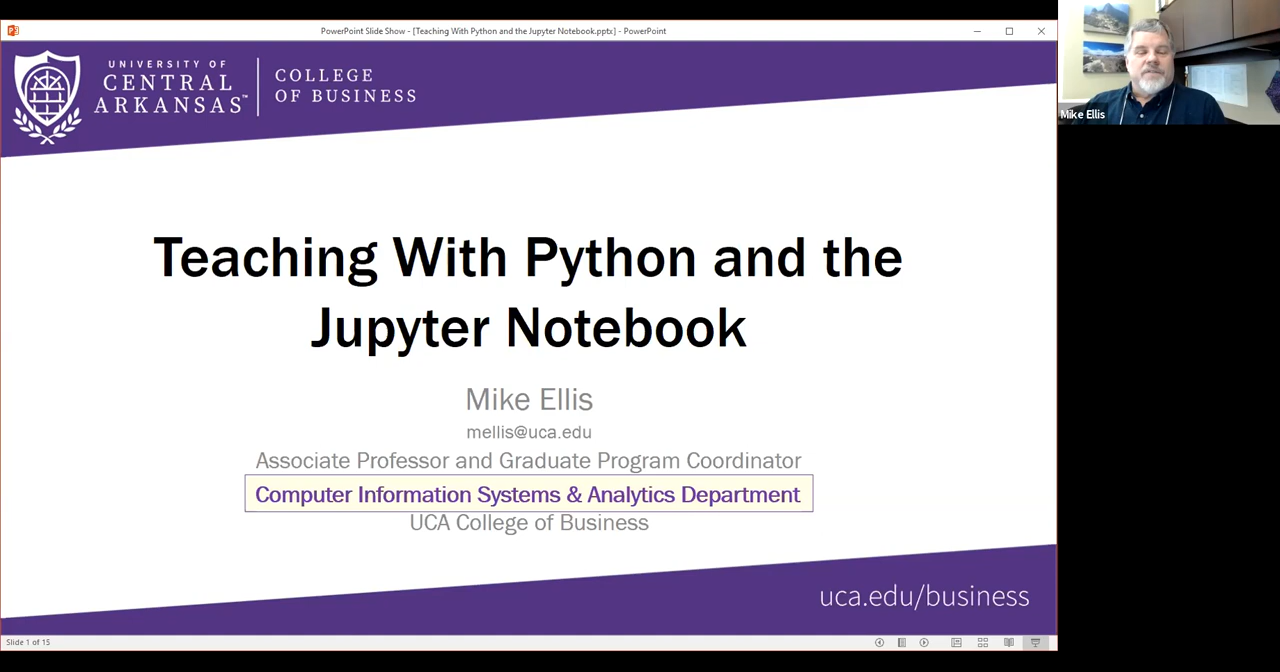 PowerPoint Slide Show - [Teaching With Python and the Jupyter Notebook.pptx] - PowerPoint
UNIVERSITY OF
CENTRAL
ARKANSAS™
COLLEGE
OF BUSINESS
Teaching With Python and the
Jupyter Notebook
Mike Ellis
mellis@uca.edu
Associate Professor and Graduate Program Coordinator
Computer Information Systems & Analytics Department
UCA College of Business
uca.edu/business
Slide 1 of 15
Mike Ellis